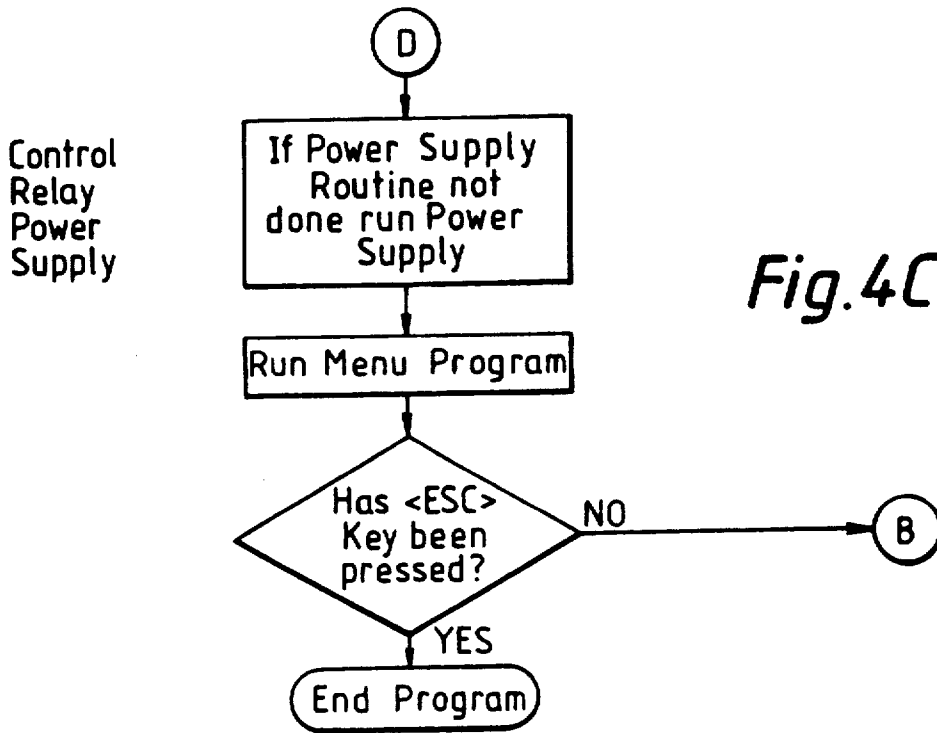 D
Control
Relay
Power
Supply
If Power Supply
Routine not
done run Power
Supply
Fig.4C
Run Menu Program
Has <ESC>
Key been
pressed?
NO
B
YES
End Program